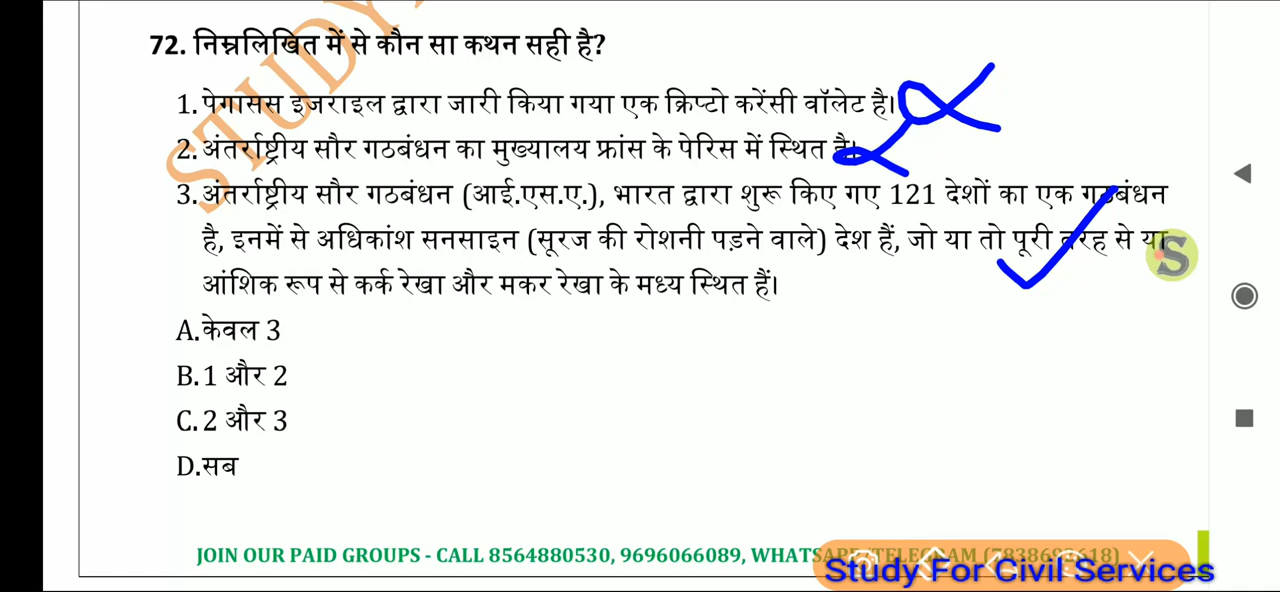 72. निम्नलिखित में से कौन सा कथन सही है?
1. पेगासस इजराइल द्वारा जारी किया गया एक क्रिप्टो करेंसी वॉलेट है।
2. अंतर्राष्ट्रीय सौर गठबंधन का मुख्यालय फ्रांस के पेरिस में स्थित है।
3. अंतर्राष्ट्रीय सौर गठबंधन (आई.एस.ए.), भारत द्वारा शुरू किए गए 121 देशों का एक गठबंधन
है, इनमें से अधिकांश सनसाइन (सूरज की रोशनी पड़ने वाले) देश हैं, जो या तो पूरी तरह से या
आंशिक रूप से कर्क रेखा और मकर रेखा के मध्य स्थित हैं।
A. केवल 3
B. 1 और 2
C. 2 और 3
D. सब
JOIN OUR PAID GROUPS - CALL 8564880530, 9696066089, WHATSAPP/TELEGRAM
Study For Civil Services